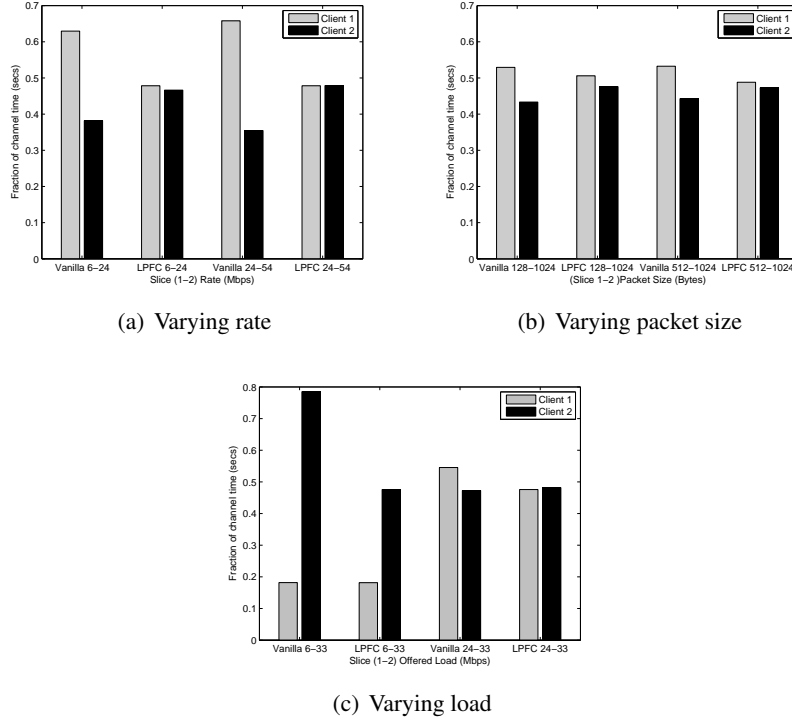 0.7
0.6
0.5
0.4
0.3
0.2
0.1
0
Fraction of channel time (secs)
Client 1
Client 2
Vanilla 6−24 LPFC 6−24 Vanilla 24−54 LPFC 24−54
Slice (1−2) Rate (Mbps)
(a) Varying rate
0.7
0.6
0.5
0.4
0.3
0.2
0.1
0
Fraction of channel time (secs)
Client 1
Client 2
Vanilla 128−1024 LPFC 128−1024 Vanilla 512−1024 LPFC 512−1024
(Slice 1−2 )Packet Size (Bytes)
(b) Varying packet size
0.8
0.7
0.6
0.5
0.4
0.3
0.2
0.1
0
Fraction of channel time (secs)
Client 1
Client 2
Vanilla 6−33 LPFC 6−33 Vanilla 24−33 LPFC 24−33
Slice (1−2) Offered Load (Mbps)
(c) Varying load